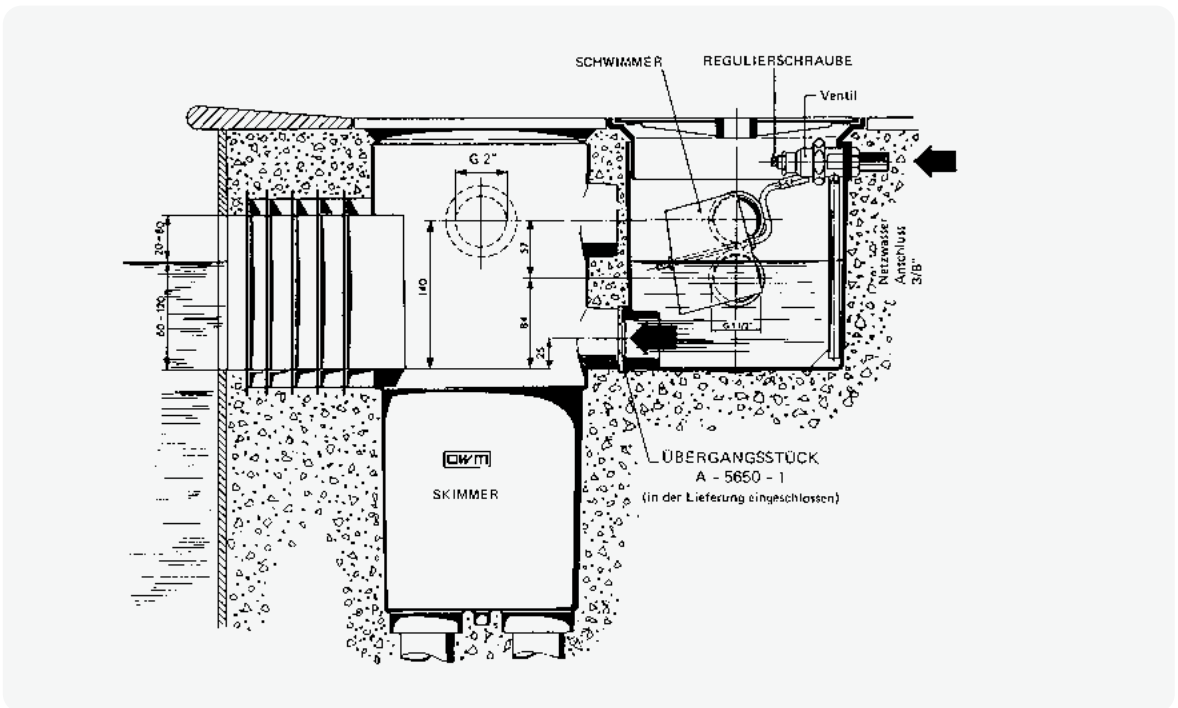 SCHWIMMER
REGULIERSCHRAUBE
Ventil
G 2"
20-80
60-120
140
57
84
25
G 1 1/2"
Netzwasser
Anschluss
3/8"
OWM
SKIMMER
ÜBERGANGSSTÜCK
A - 5650 - 1
(in der Lieferung eingeschlossen)